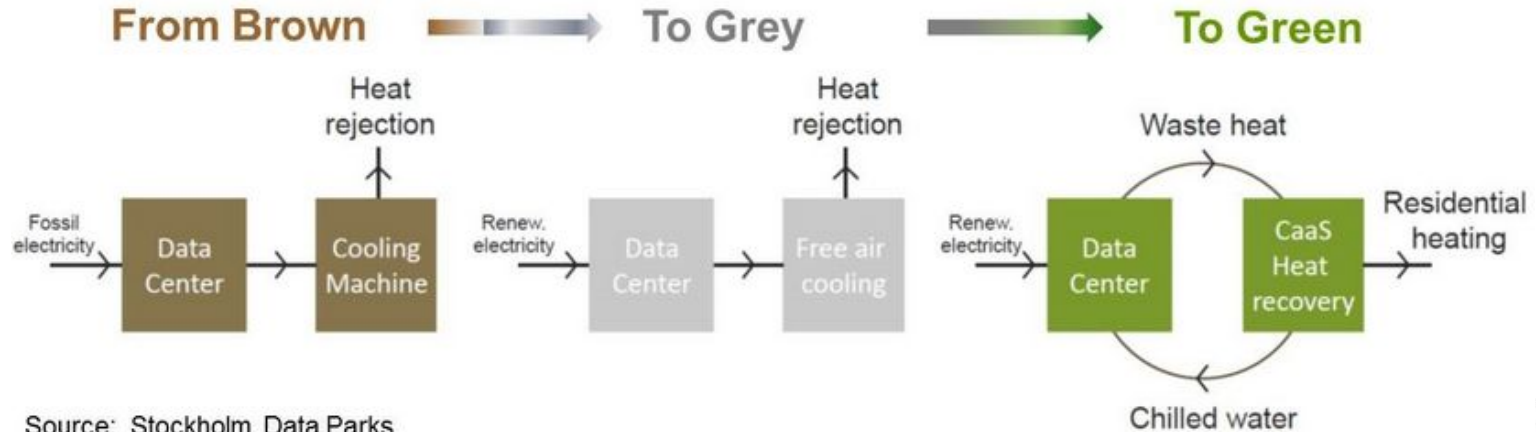 From Brown
To Grey
To Green
Heat
rejection
Fossil
electricity
Data
Center
Cooling
Machine
Heat
rejection
Renew.
electricity
Data
Center
Free air
cooling
Waste heat
Renew.
electricity
Data
Center
CaaS
Heat
recovery
Residential
heating
Chilled water
Source: Stockholm Data Parks